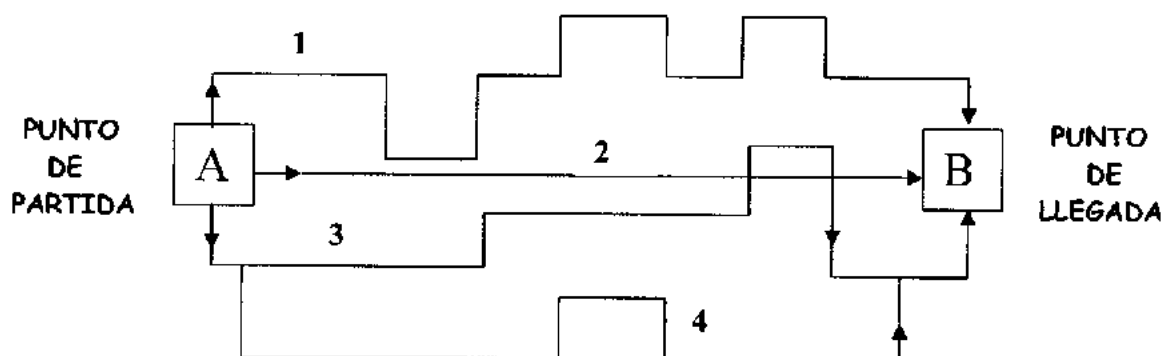 1
PUNTO
DE
PARTIDA
A
2
B
PUNTO
DE
LLEGADA
3
4